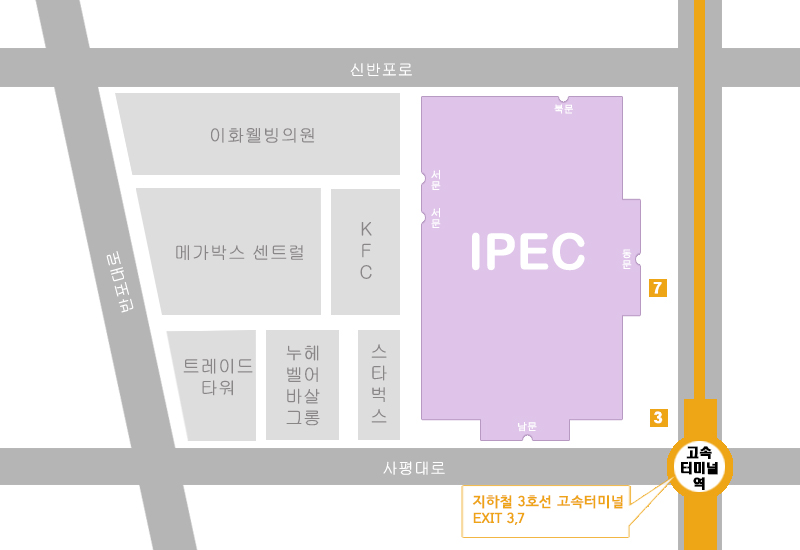 신반포로
북문
이화웰빙의원
서문
서문
메가박스 센트럴
KFC
IPEC
동문
남포대로
7
트레이드
타워
누헤
벨어
바살
그롱
스타벅스
3
남문
사평대로
고속
터미널
역
지하철 3호선 고속터미널
EXIT 3,7